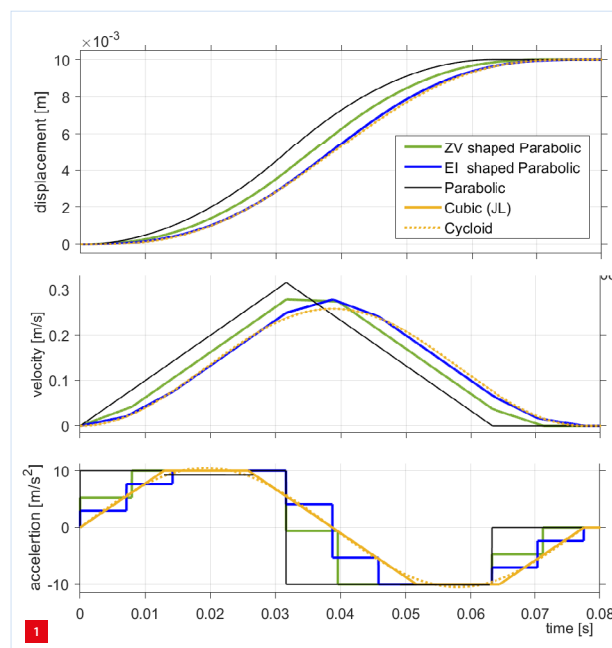 ×10⁻³
10
8
6
4
2
0
displacement [m]
ZV shaped Parabolic
EI shaped Parabolic
Parabolic
Cubic (JL)
Cycloid
0.3
0.2
0.1
0
velocity [m/s]
10
0
-10
accelertion [m/s²]
0 0.01 0.02 0.03 0.04 0.05 0.06 0.07 0.08
time [s]
1